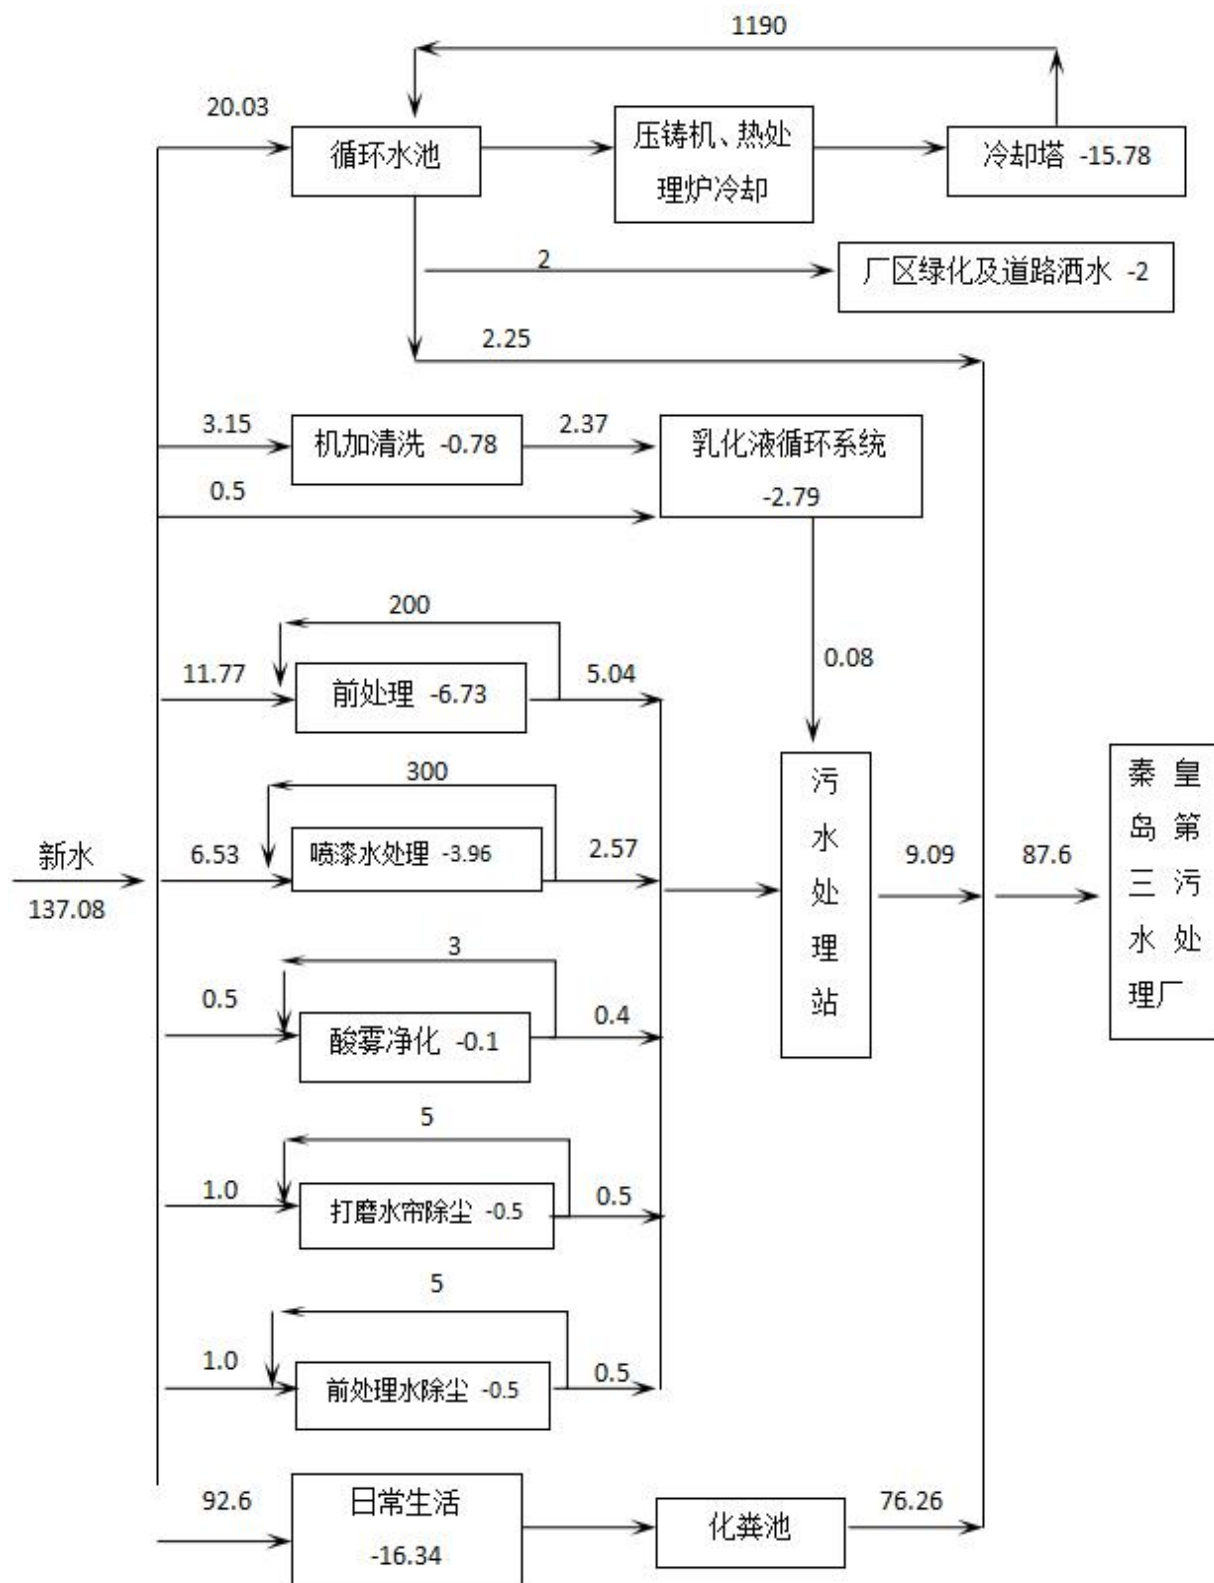 1190
20.03
循环水池
压铸机、热处
理炉冷却
冷却塔 -15.78
2
厂区绿化及道路洒水 -2
2.25
3.15
机加清洗 -0.78
2.37
乳化液循环系统
-2.79
0.5
200
11.77
前处理 -6.73
5.04
0.08
300
6.53
喷漆水处理 -3.96
2.57
新水
137.08
污
水
处
理
站
9.09
87.6
秦 皇
岛 第
三 污
水 处
理厂
3
0.5
酸雾净化 -0.1
0.4
5
1.0
打磨水帘除尘 -0.5
0.5
5
1.0
前处理水除尘 -0.5
0.5
92.6
日常生活
-16.34
化粪池
76.26